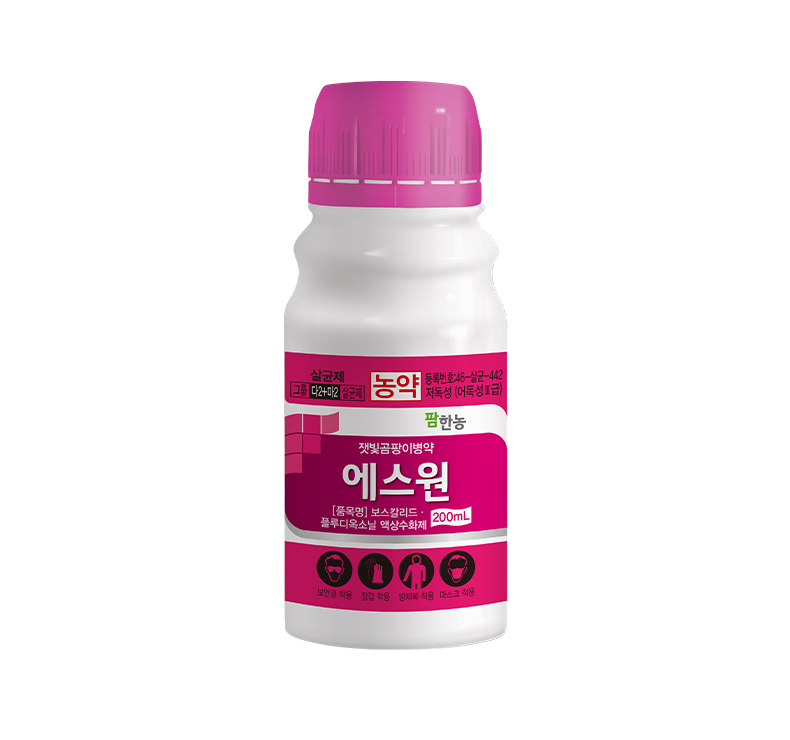 살균제
그룹 다2+마2 살균제
농약
등록번호:46-살균-442
저독성 (어독성Ⅲ급)
팜한농
잿빛곰팡이병약
에스원
[품목명] 보스칼리드·
플루디옥소닐 액상수화제
200mL
보안경 착용 장갑 착용 방제복 착용 마스크 착용